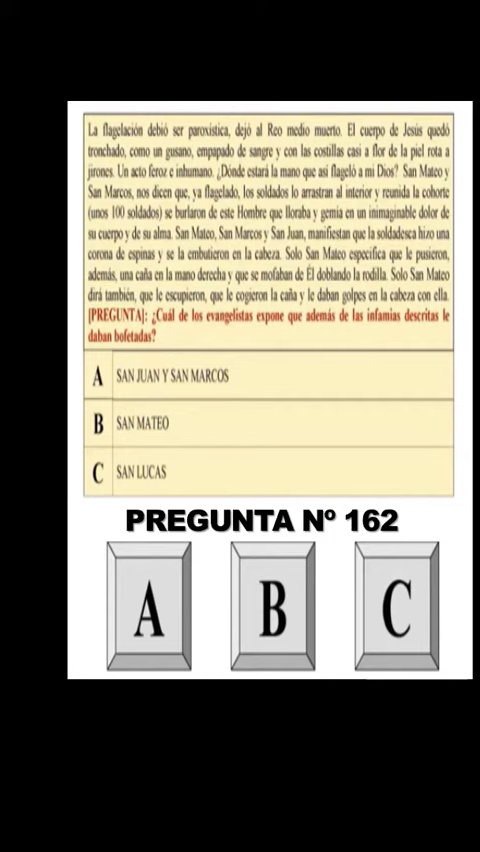 La flagelación debió ser paroxística, dejó al Reo medio muerto. El cuerpo de Jesús quedó
tronchado, como un gusano, empapado de sangre y con las costillas casi a flor de la piel rota a
jirones. Un acto feroz e inhumano. ¿Dónde estará la mano que así flageló a mi Dios? San Mateo y
San Marcos, nos dicen que, ya flagelado, los soldados lo arrastran al interior y reunida la cohorte
(unos 100 soldados) se burlaron de este Hombre que lloraba y gemía en un inimaginable dolor de
su cuerpo y de su alma. San Mateo, San Marcos y San Juan, manifiestan que la soldadesca hizo una
corona de espinas y se la embutieron en la cabeza. Solo San Mateo especifica que le pusieron,
además, una caña en la mano derecha y que se mofaban de Él doblando la rodilla. Solo San Mateo
dirá también, que le escupieron, que le cogieron la caña y le daban golpes en la cabeza con ella.
[PREGUNTA]: ¿Cuál de los evangelistas expone que además de las infamias descritas le
daban bofetadas?
A SAN JUAN Y SAN MARCOS
B SAN MATEO
C SAN LUCAS
PREGUNTA Nº 162
A B C